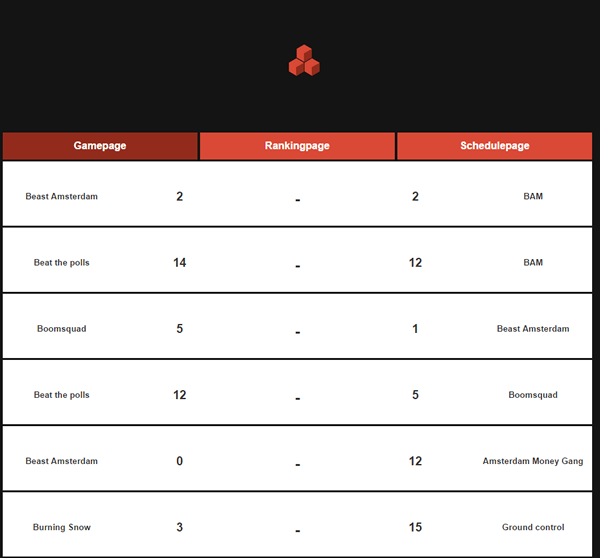 Gamepage Rankingpage Schedulepage
Beast Amsterdam 2 - 2 BAM
Beat the polls 14 - 12 BAM
Boomsquad 5 - 1 Beast Amsterdam
Beat the polls 12 - 5 Boomsquad
Beast Amsterdam 0 - 12 Amsterdam Money Gang
Burning Snow 3 - 15 Ground control